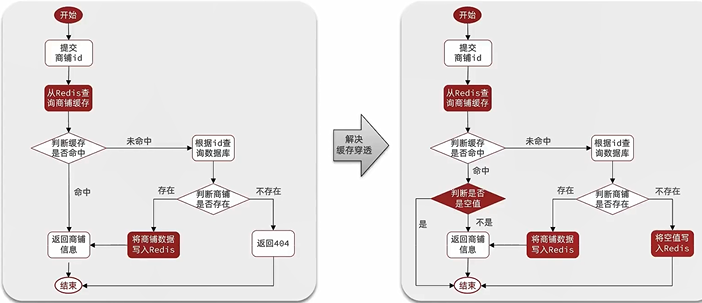 开始
提交
商铺id
从Redis查
询商铺缓存
判断缓存
是否命中
未命中
根据id查
询数据库
命中
存在
判断商铺
是否存在
不存在
返回商铺
信息
将商铺数据
写入Redis
返回404
结束
解决
缓存穿透
开始
提交
商铺id
从Redis查
询商铺缓存
判断缓存
是否命中
未命中
根据id查
询数据库
命中
判断是否
是空值
存在
判断商铺
是否存在
不存在
是
不是
返回商铺
信息
将商铺数据
写入Redis
将空值写
入Redis
结束